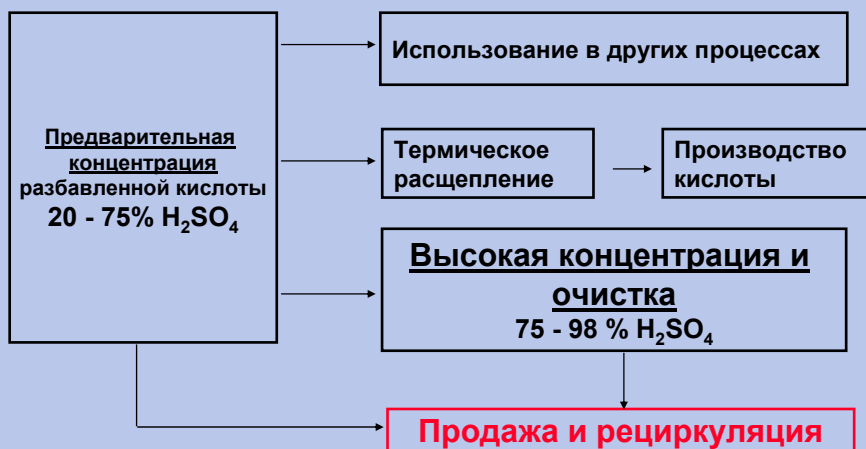 Предварительная
концентрация
разбавленной кислоты
20 - 75% H₂SO₄
Использование в других процессах
Термическое
расщепление
Производство
кислоты
Высокая концентрация и
очистка
75 - 98 % H₂SO₄
Продажа и рециркуляция